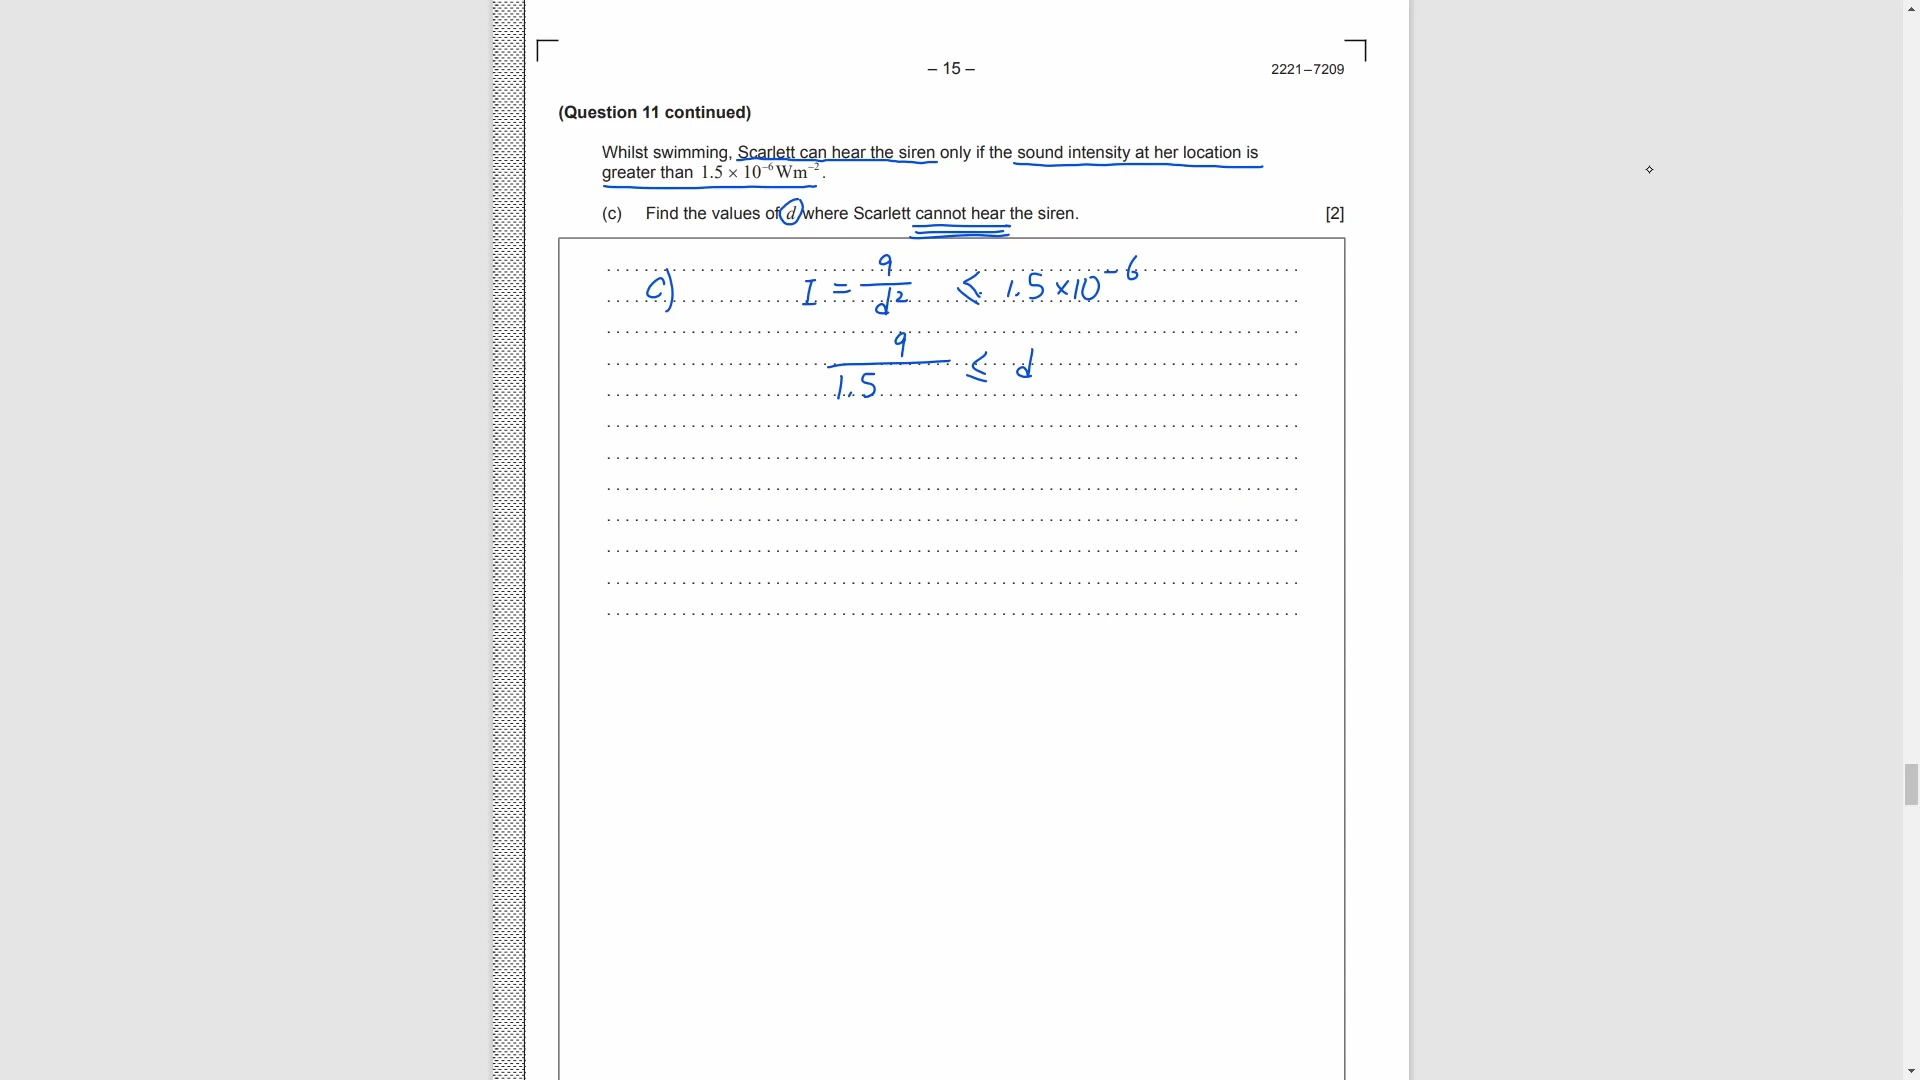 – 15 –
2221–7209
(Question 11 continued)
Whilst swimming, Scarlett can hear the siren only if the sound intensity at her location is
greater than 1.5 × 10⁻⁶ Wm⁻².
(c) Find the values of d where Scarlett cannot hear the siren. [2]
c) I = 9/d² ≤ 1.5 × 10⁻⁶
9/1.5 ≤ d